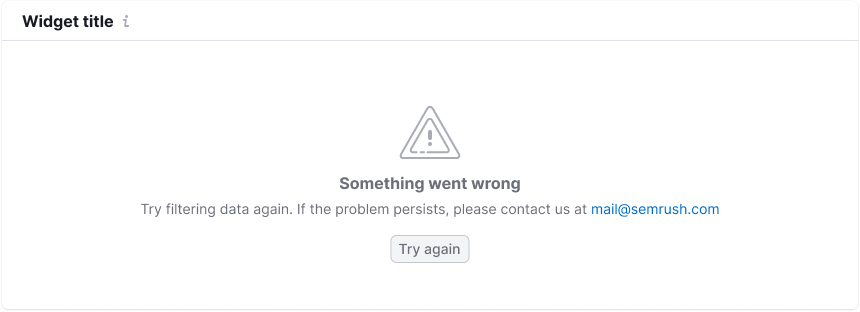 Widget title
Something went wrong
Try filtering data again. If the problem persists, please contact us at mail@semrush.com
Try again